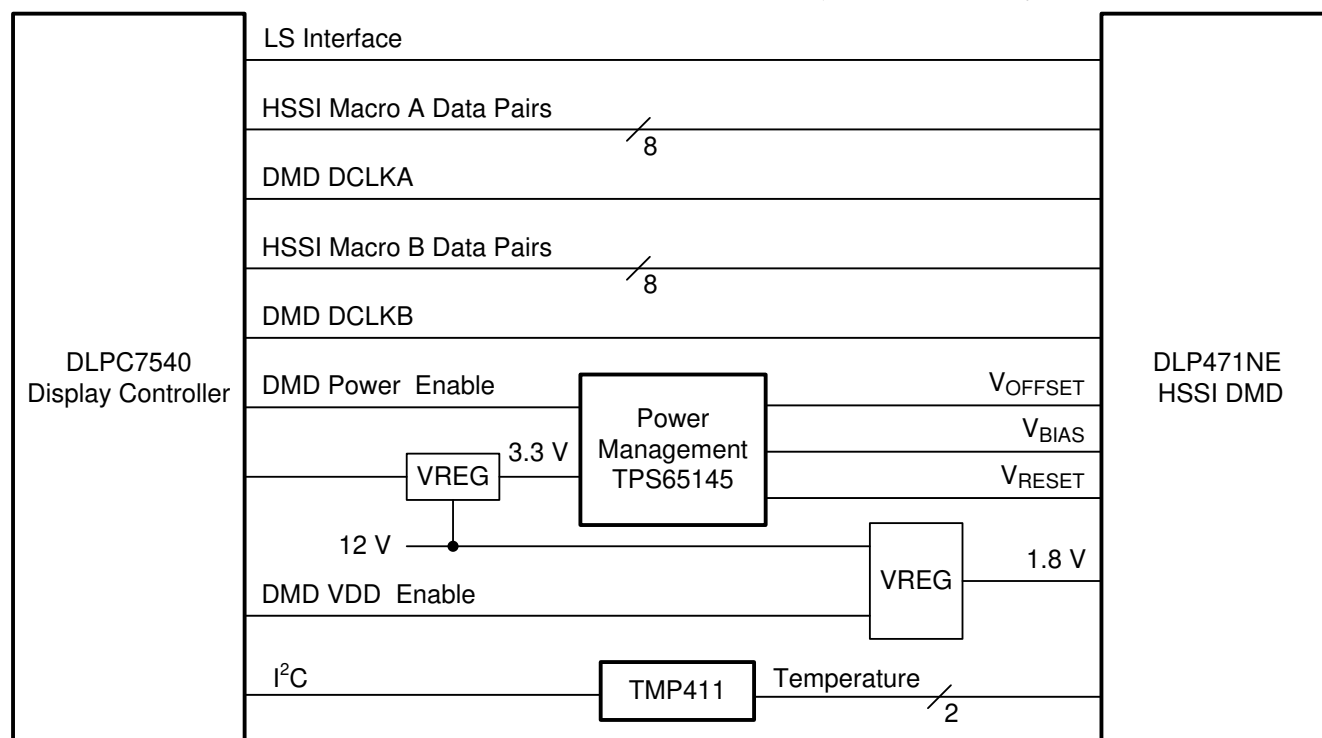 LS Interface
HSSI Macro A Data Pairs
8
DMD DCLKA
HSSI Macro B Data Pairs
8
DMD DCLKB
DLPC7540
Display Controller
DLP471NE
HSSI DMD
DMD Power Enable
Power
Management
TPS65145
VOFFSET
VBIAS
VRESET
VREG
3.3 V
12 V
VREG
1.8 V
DMD VDD Enable
I²C
TMP411
Temperature
2